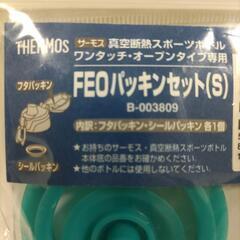 THERMOS サーモス 真空断熱スポーツボトル
ワンタッチ・オープンタイプ専用
FEOパッキンセット(S)
B-003809
フタパッキン
シールパッキン
内訳:フタパッキン・シールパッキン 各1個
★お持ちのサーモス・真空断熱スポーツボトル
本体底の品番をお確かめください。
★他のボトルには使用しないでください。